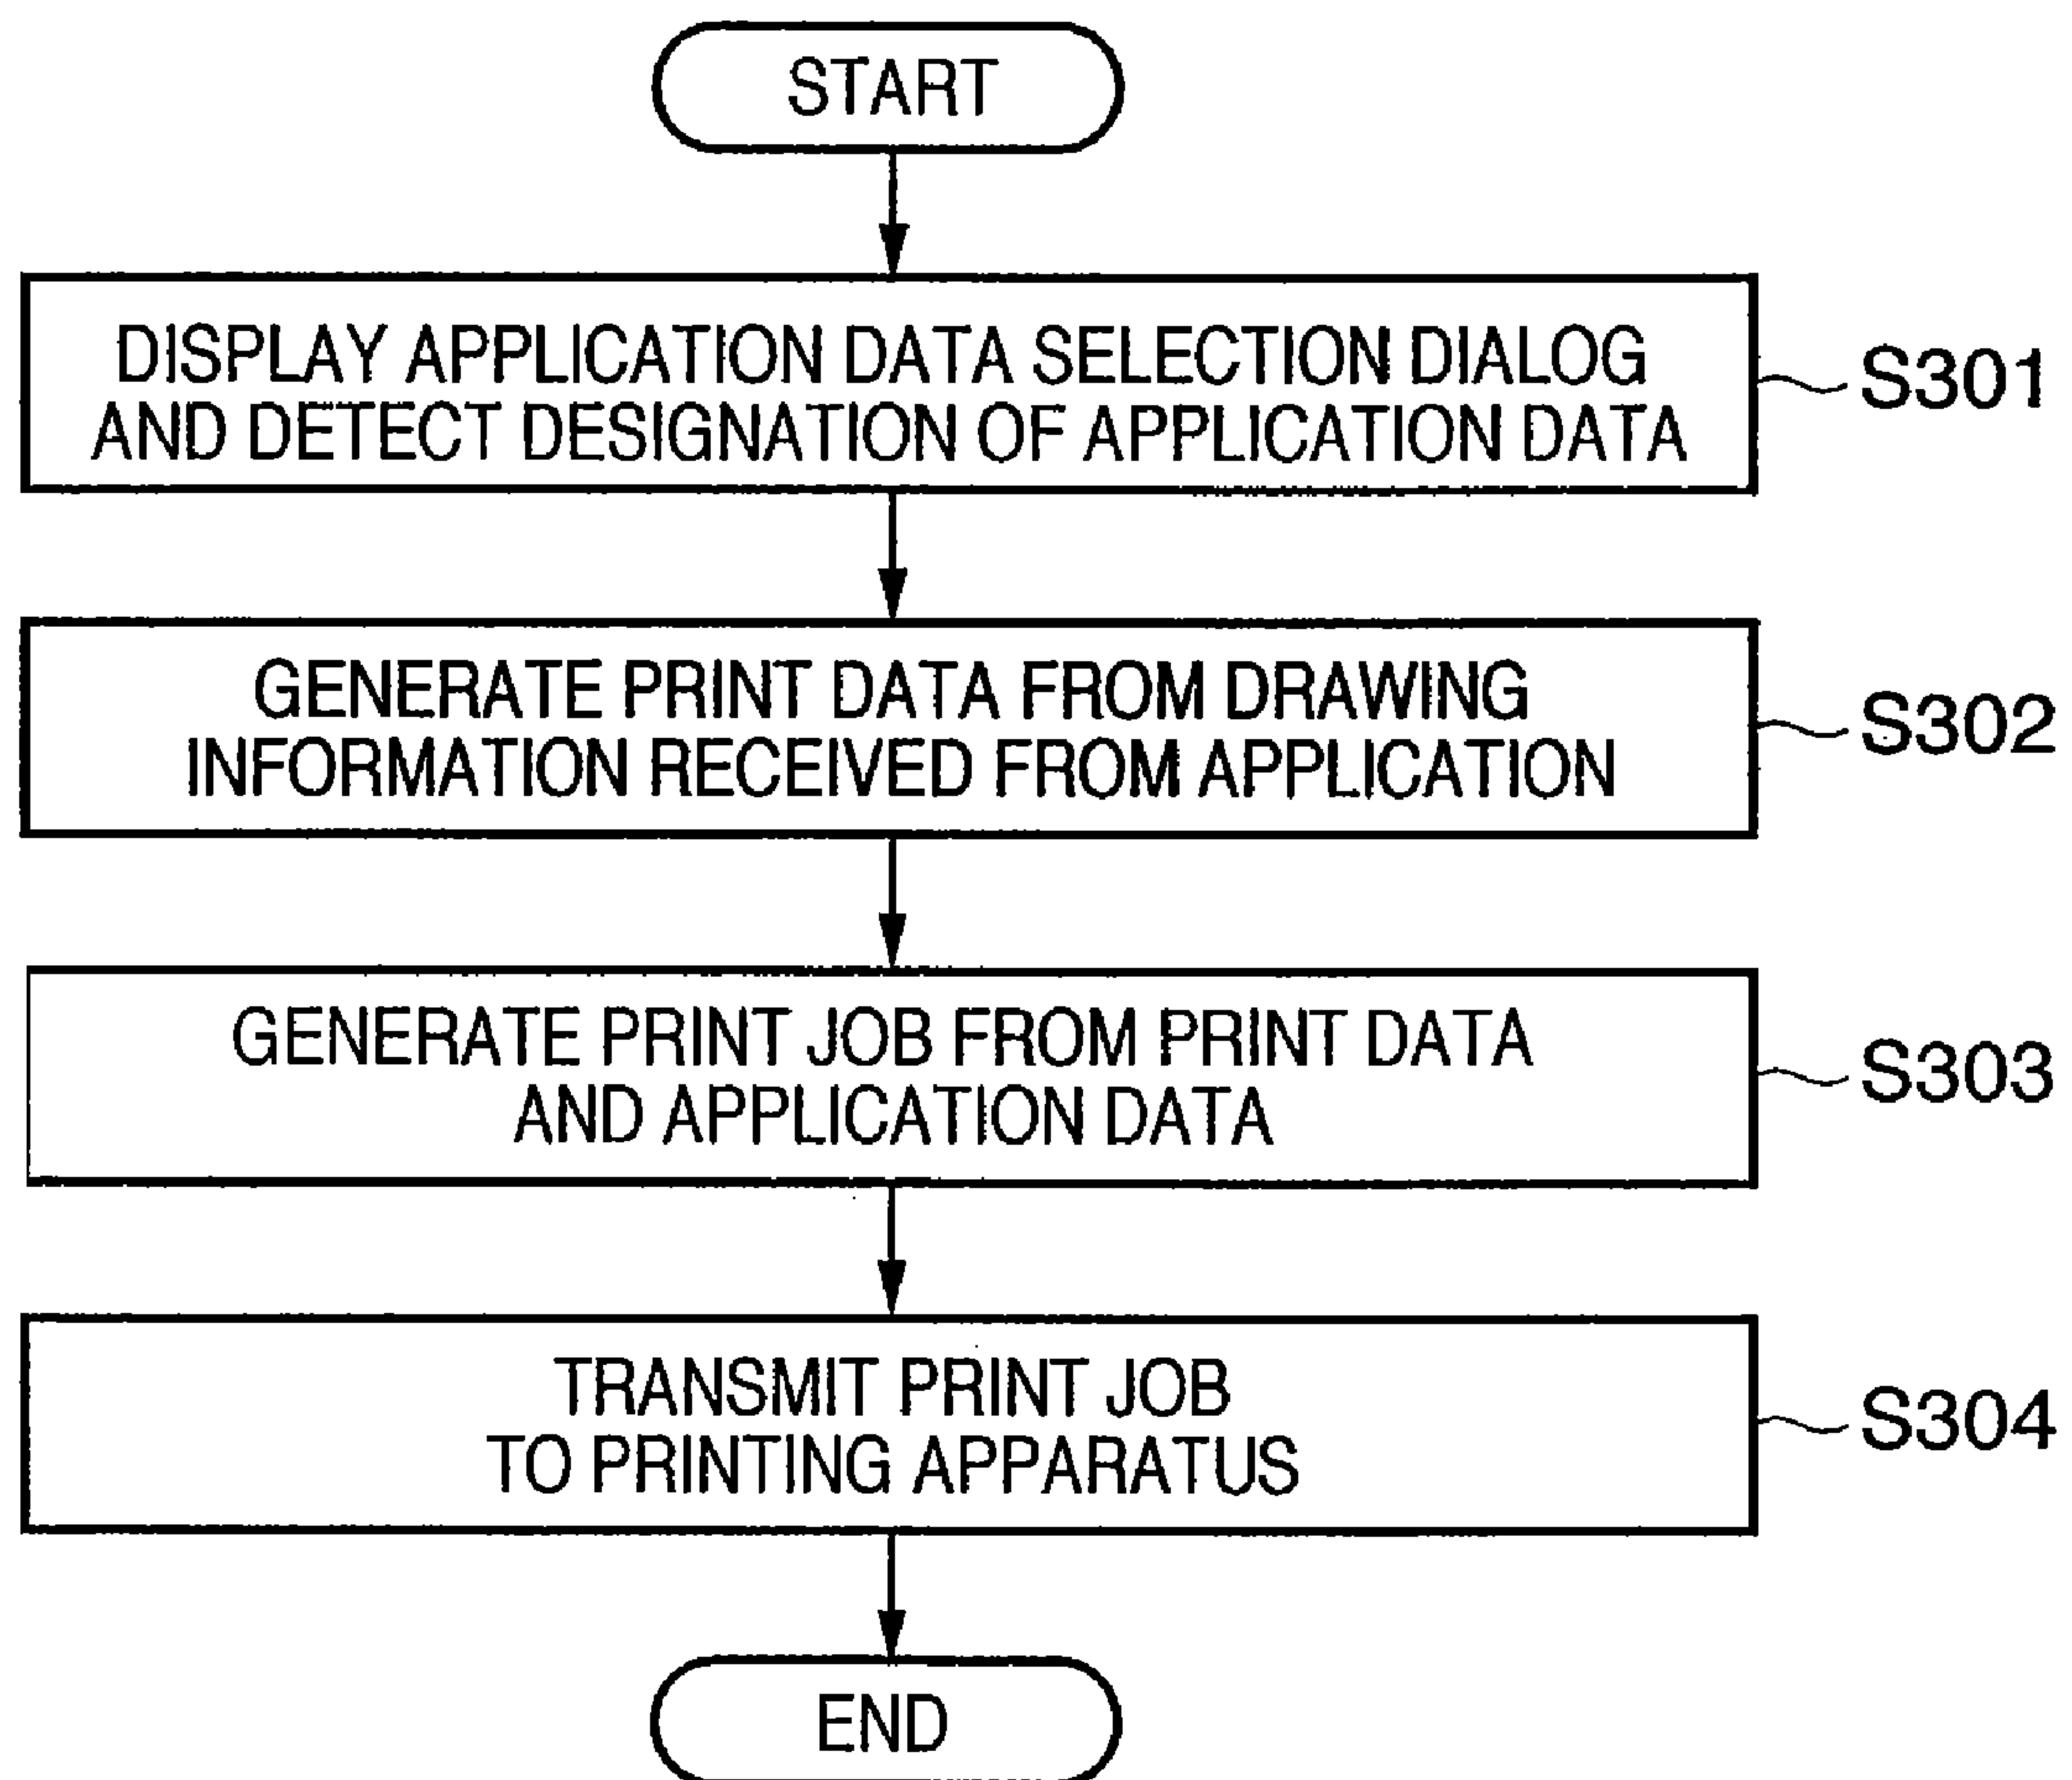 START
DISPLAY APPLICATION DATA SELECTION DIALOG
AND DETECT DESIGNATION OF APPLICATION DATA
S301
GENERATE PRINT DATA FROM DRAWING
INFORMATION RECEIVED FROM APPLICATION
S302
GENERATE PRINT JOB FROM PRINT DATA
AND APPLICATION DATA
S303
TRANSMIT PRINT JOB
TO PRINTING APPARATUS
S304
END